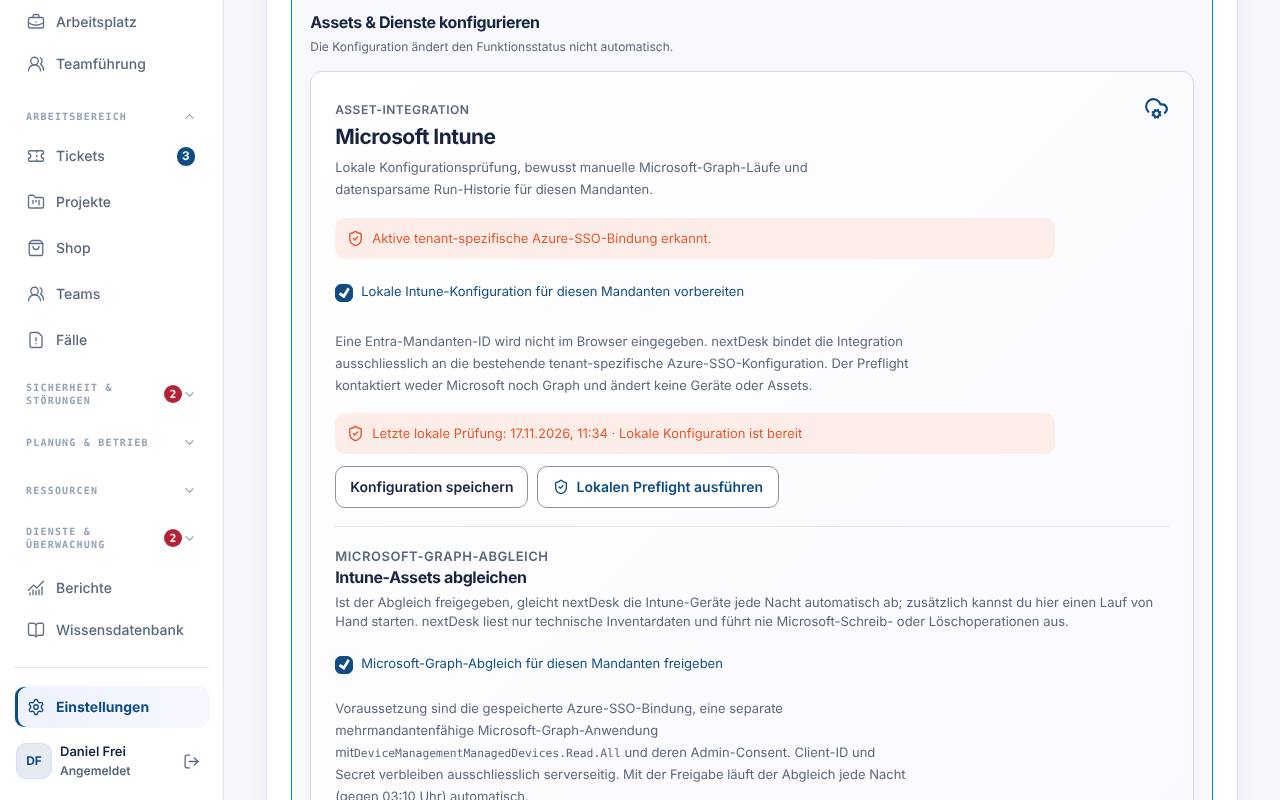 Arbeitsplatz
Teamführung
ARBEITSBEREICH
Tickets 3
Projekte
Shop
Teams
Fälle
SICHERHEIT &
STÖRUNGEN 2
PLANUNG & BETRIEB
RESSOURCEN
DIENSTE &
ÜBERWACHUNG 2
Berichte
Wissensdatenbank
Einstellungen
DF Daniel Frei
Angemeldet
Assets & Dienste konfigurieren
Die Konfiguration ändert den Funktionsstatus nicht automatisch.
ASSET-INTEGRATION
Microsoft Intune
Lokale Konfigurationsprüfung, bewusst manuelle Microsoft-Graph-Läufe und
datensparsame Run-Historie für diesen Mandanten.
Aktive tenant-spezifische Azure-SSO-Bindung erkannt.
Lokale Intune-Konfiguration für diesen Mandanten vorbereiten
Eine Entra-Mandanten-ID wird nicht im Browser eingegeben. nextDesk bindet die Integration
ausschliesslich an die bestehende tenant-spezifische Azure-SSO-Konfiguration. Der Preflight
kontaktiert weder Microsoft noch Graph und ändert keine Geräte oder Assets.
Letzte lokale Prüfung: 17.11.2026, 11:34 · Lokale Konfiguration ist bereit
Konfiguration speichern Lokalen Preflight ausführen
MICROSOFT-GRAPH-ABGLEICH
Intune-Assets abgleichen
Ist der Abgleich freigegeben, gleicht nextDesk die Intune-Geräte jede Nacht automatisch ab; zusätzlich kannst du hier einen Lauf von
Hand starten. nextDesk liest nur technische Inventardaten und führt nie Microsoft-Schreib- oder Löschoperationen aus.
Microsoft-Graph-Abgleich für diesen Mandanten freigeben
Voraussetzung sind die gespeicherte Azure-SSO-Bindung, eine separate
mehrmandantenfähige Microsoft-Graph-Anwendung
mitDeviceManagementManagedDevices.Read.All und deren Admin-Consent. Client-ID und
Secret verbleiben ausschliesslich serverseitig. Mit der Freigabe läuft der Abgleich jede Nacht
(gegen 03:10 Uhr) automatisch.